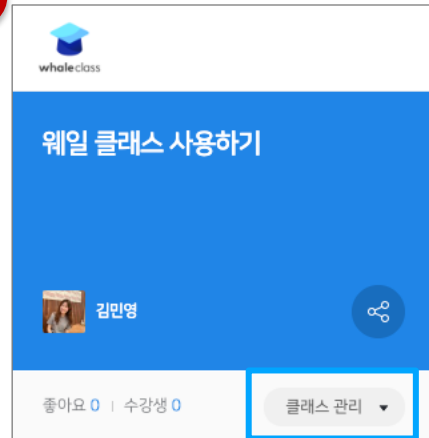 whaleclass
웨일 클래스 사용하기
김민영
좋아요 0 | 수강생 0
클래스 관리 ▼